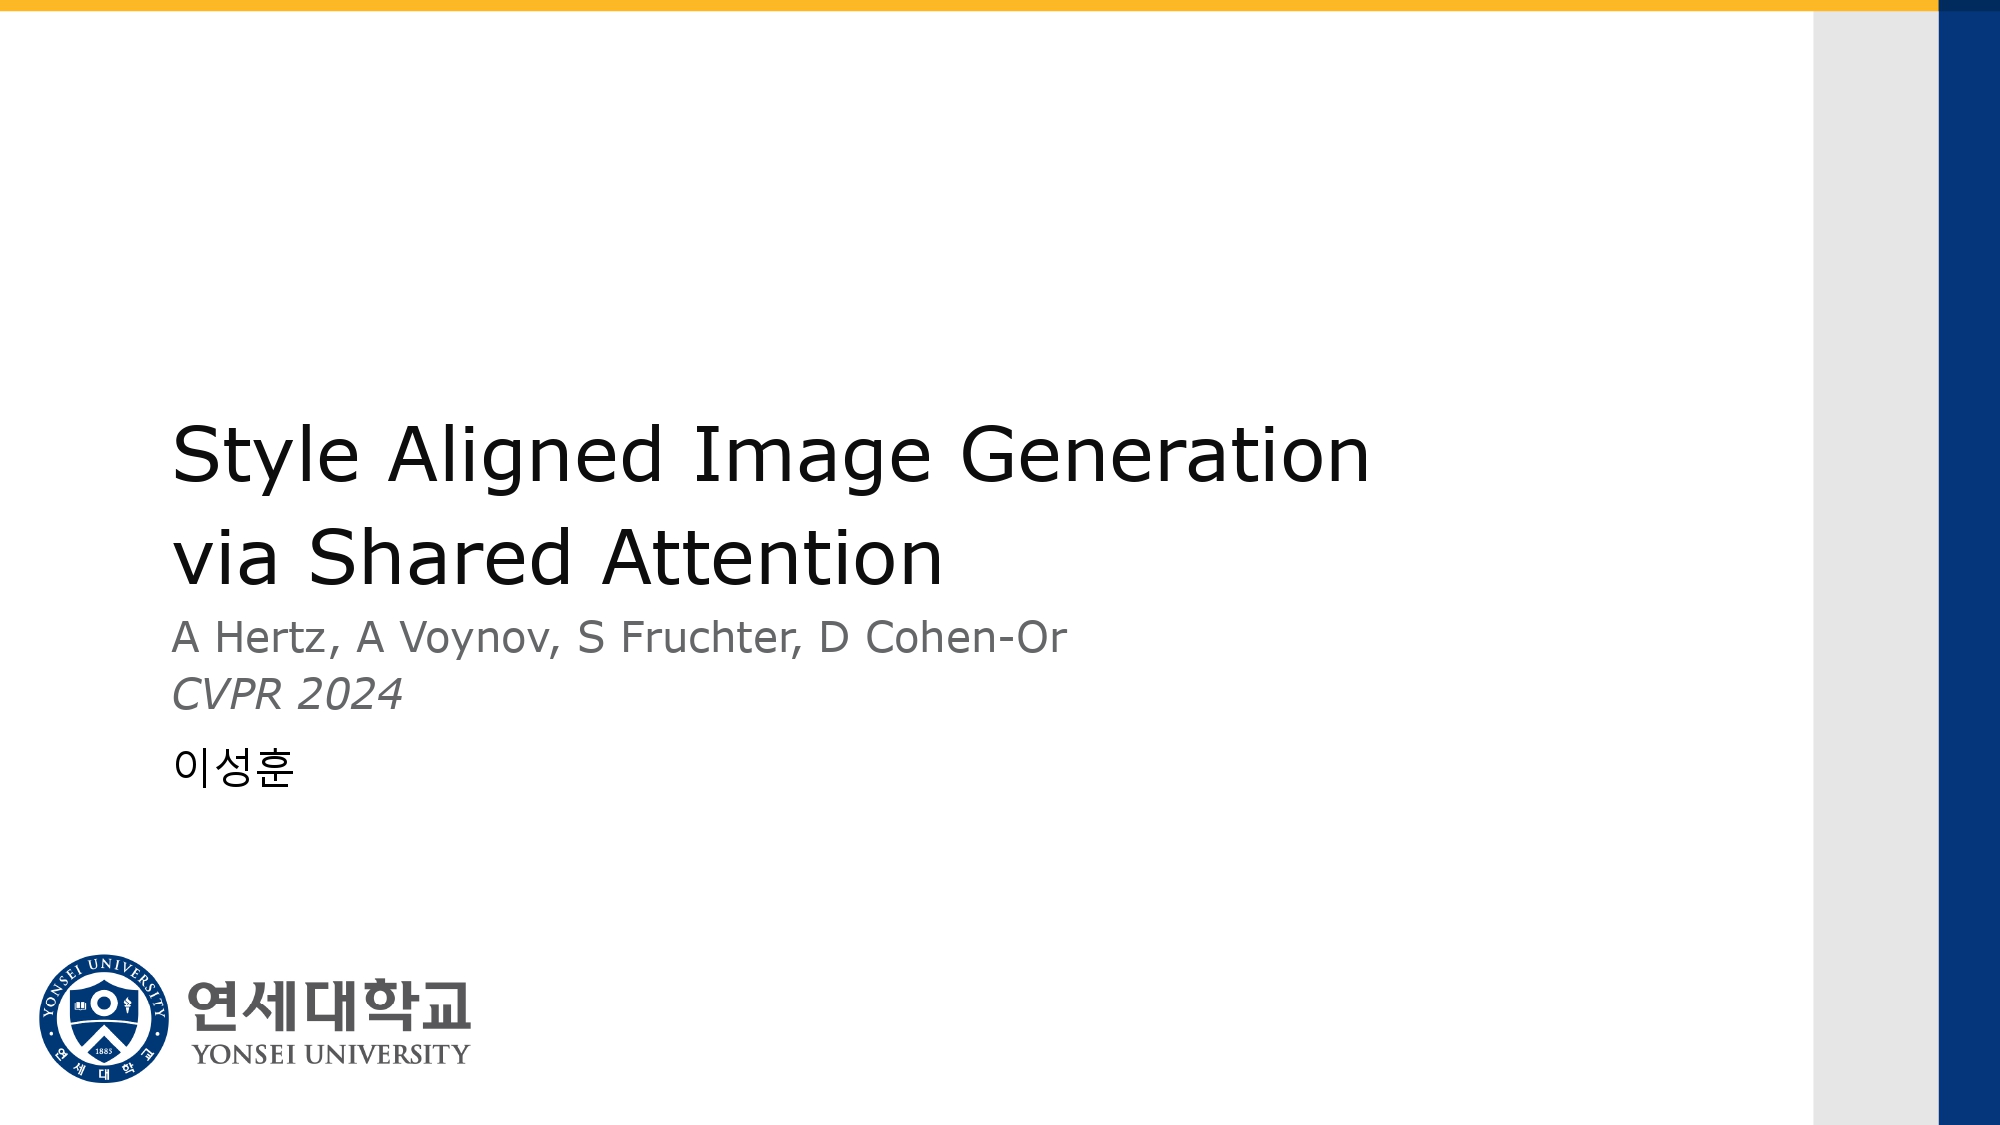 Style Aligned Image Generation
via Shared Attention
A Hertz, A Voynov, S Fruchter, D Cohen-Or
CVPR 2024
이성훈
YONSEI UNIVERSITY
1885
연세대학교
연세대학교
YONSEI UNIVERSITY